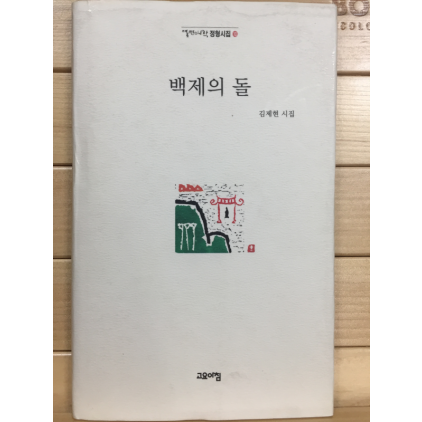 정형시집
백제의 돌
김제현 시집
고요아침